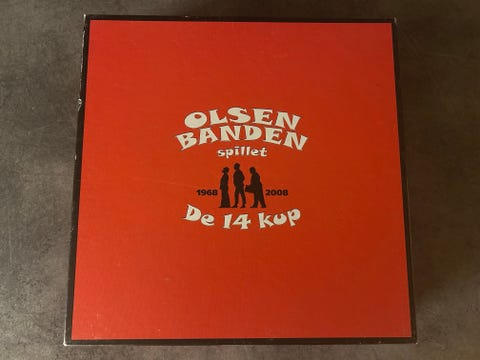 OLSEN
BANDEN
spillet
1968 2008
De 14 kup